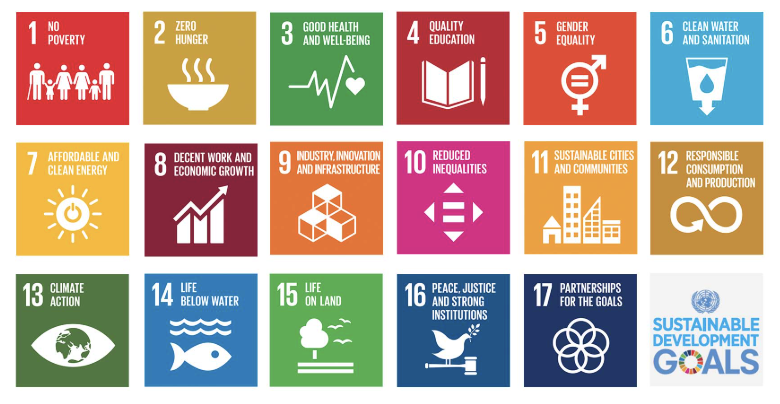 1 NO
POVERTY
2 ZERO
HUNGER
3 GOOD HEALTH
AND WELL-BEING
4 QUALITY
EDUCATION
5 GENDER
EQUALITY
6 CLEAN WATER
AND SANITATION
7 AFFORDABLE AND
CLEAN ENERGY
8 DECENT WORK AND
ECONOMIC GROWTH
9 INDUSTRY, INNOVATION
AND INFRASTRUCTURE
10 REDUCED
INEQUALITIES
11 SUSTAINABLE CITIES
AND COMMUNITIES
12 RESPONSIBLE
CONSUMPTION
AND PRODUCTION
13 CLIMATE
ACTION
14 LIFE
BELOW WATER
15 LIFE
ON LAND
16 PEACE, JUSTICE
AND STRONG
INSTITUTIONS
17 PARTNERSHIPS
FOR THE GOALS
SUSTAINABLE
DEVELOPMENT
GOALS